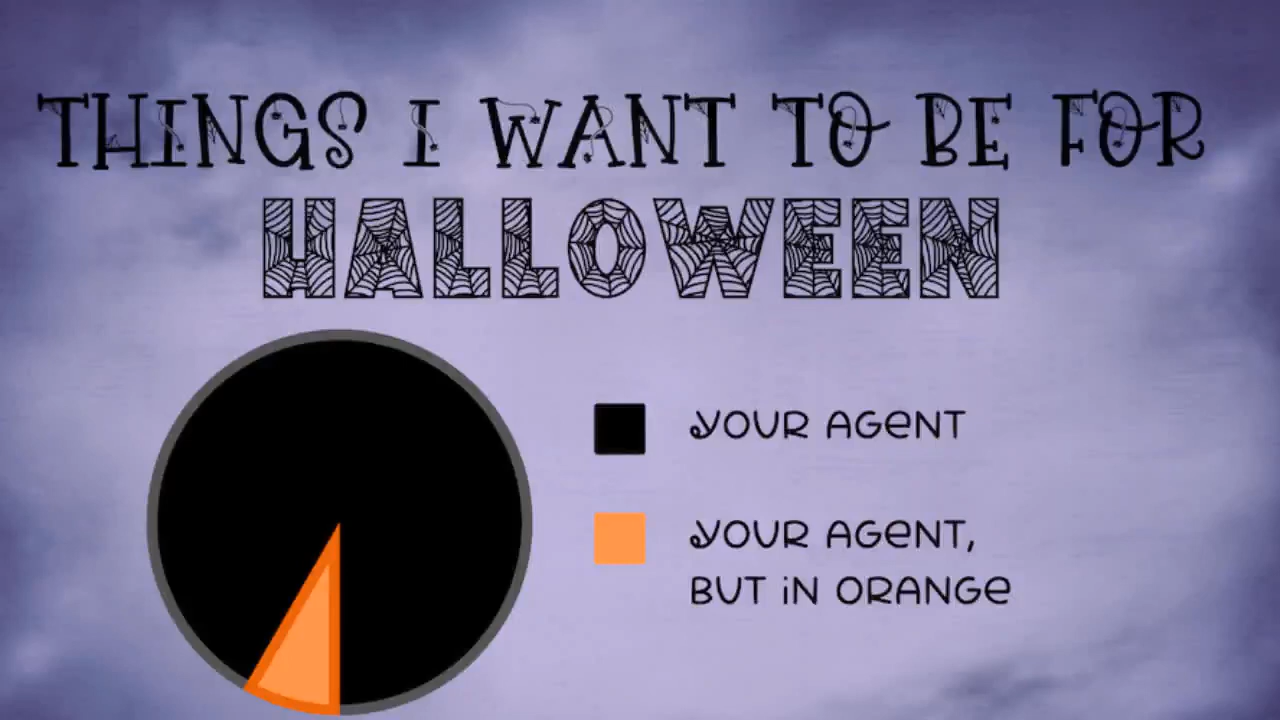 THINGS I WANT TO BE FOR
HALLOWEEN
YOUR AGENT
YOUR AGENT,
BUT iN ORANGE